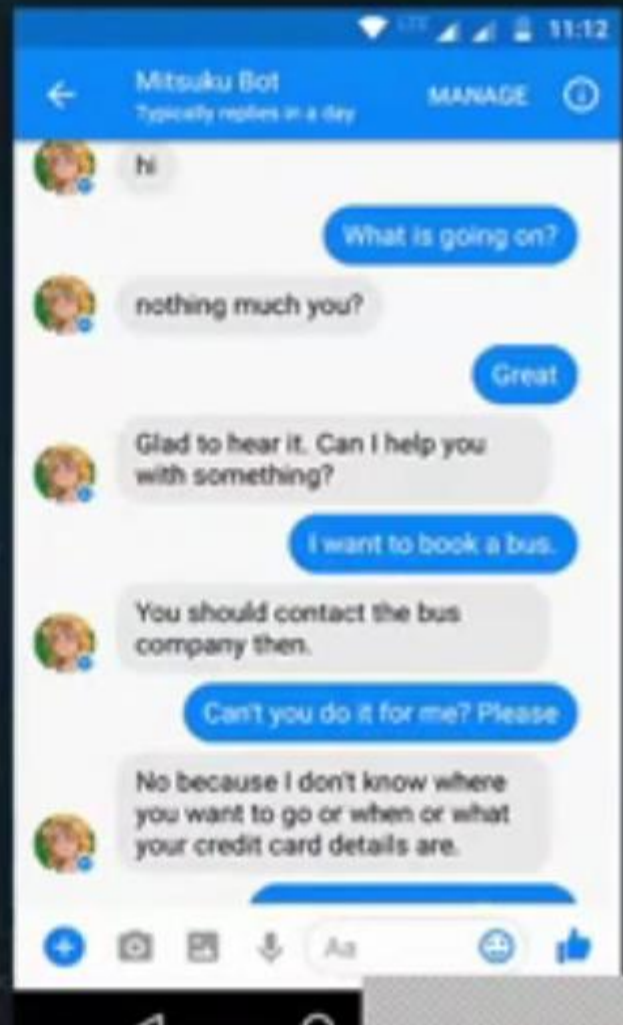 LTE 11:12
Mitsuku Bot
Typically replies in a day
MANAGE
hi
What is going on?
nothing much you?
Great
Glad to hear it. Can I help you
with something?
I want to book a bus.
You should contact the bus
company then.
Can't you do it for me? Please
No because I don't know where
you want to go or when or what
your credit card details are.
Aa